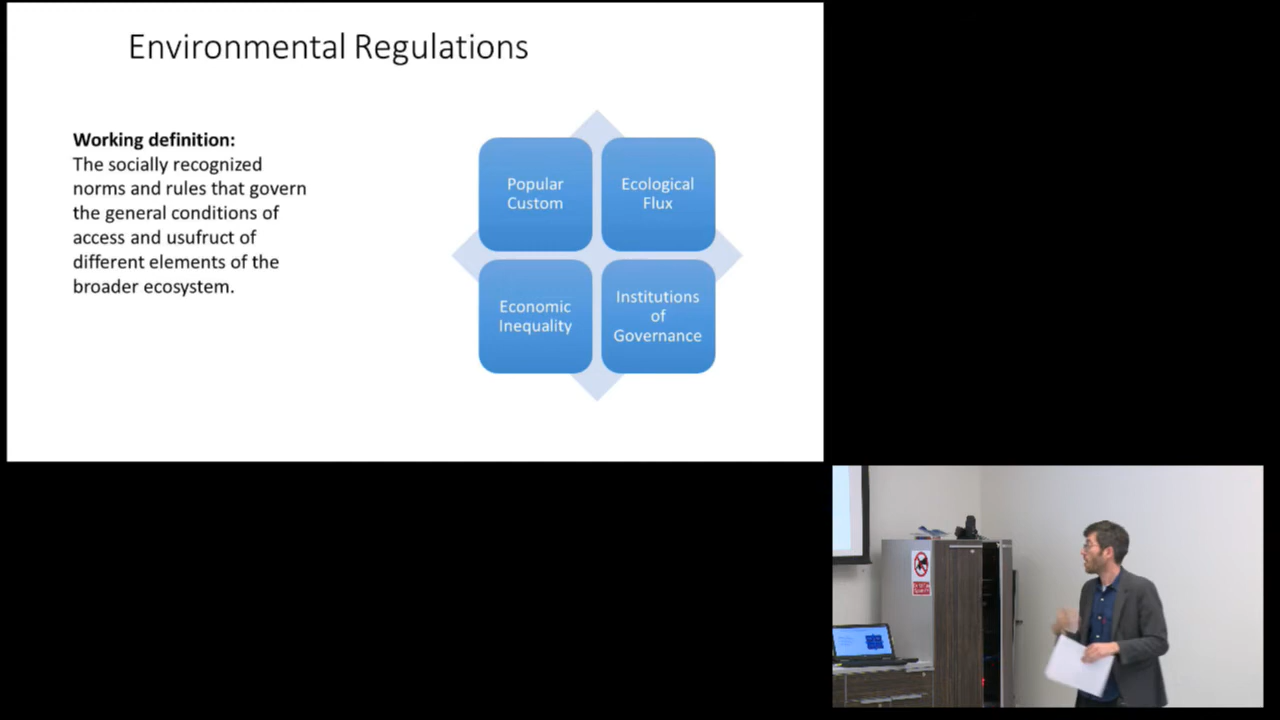 Environmental Regulations
Working definition:
The socially recognized
norms and rules that govern
the general conditions of
access and usufruct of
different elements of the
broader ecosystem.
Popular
Custom
Ecological
Flux
Economic
Inequality
Institutions
of
Governance